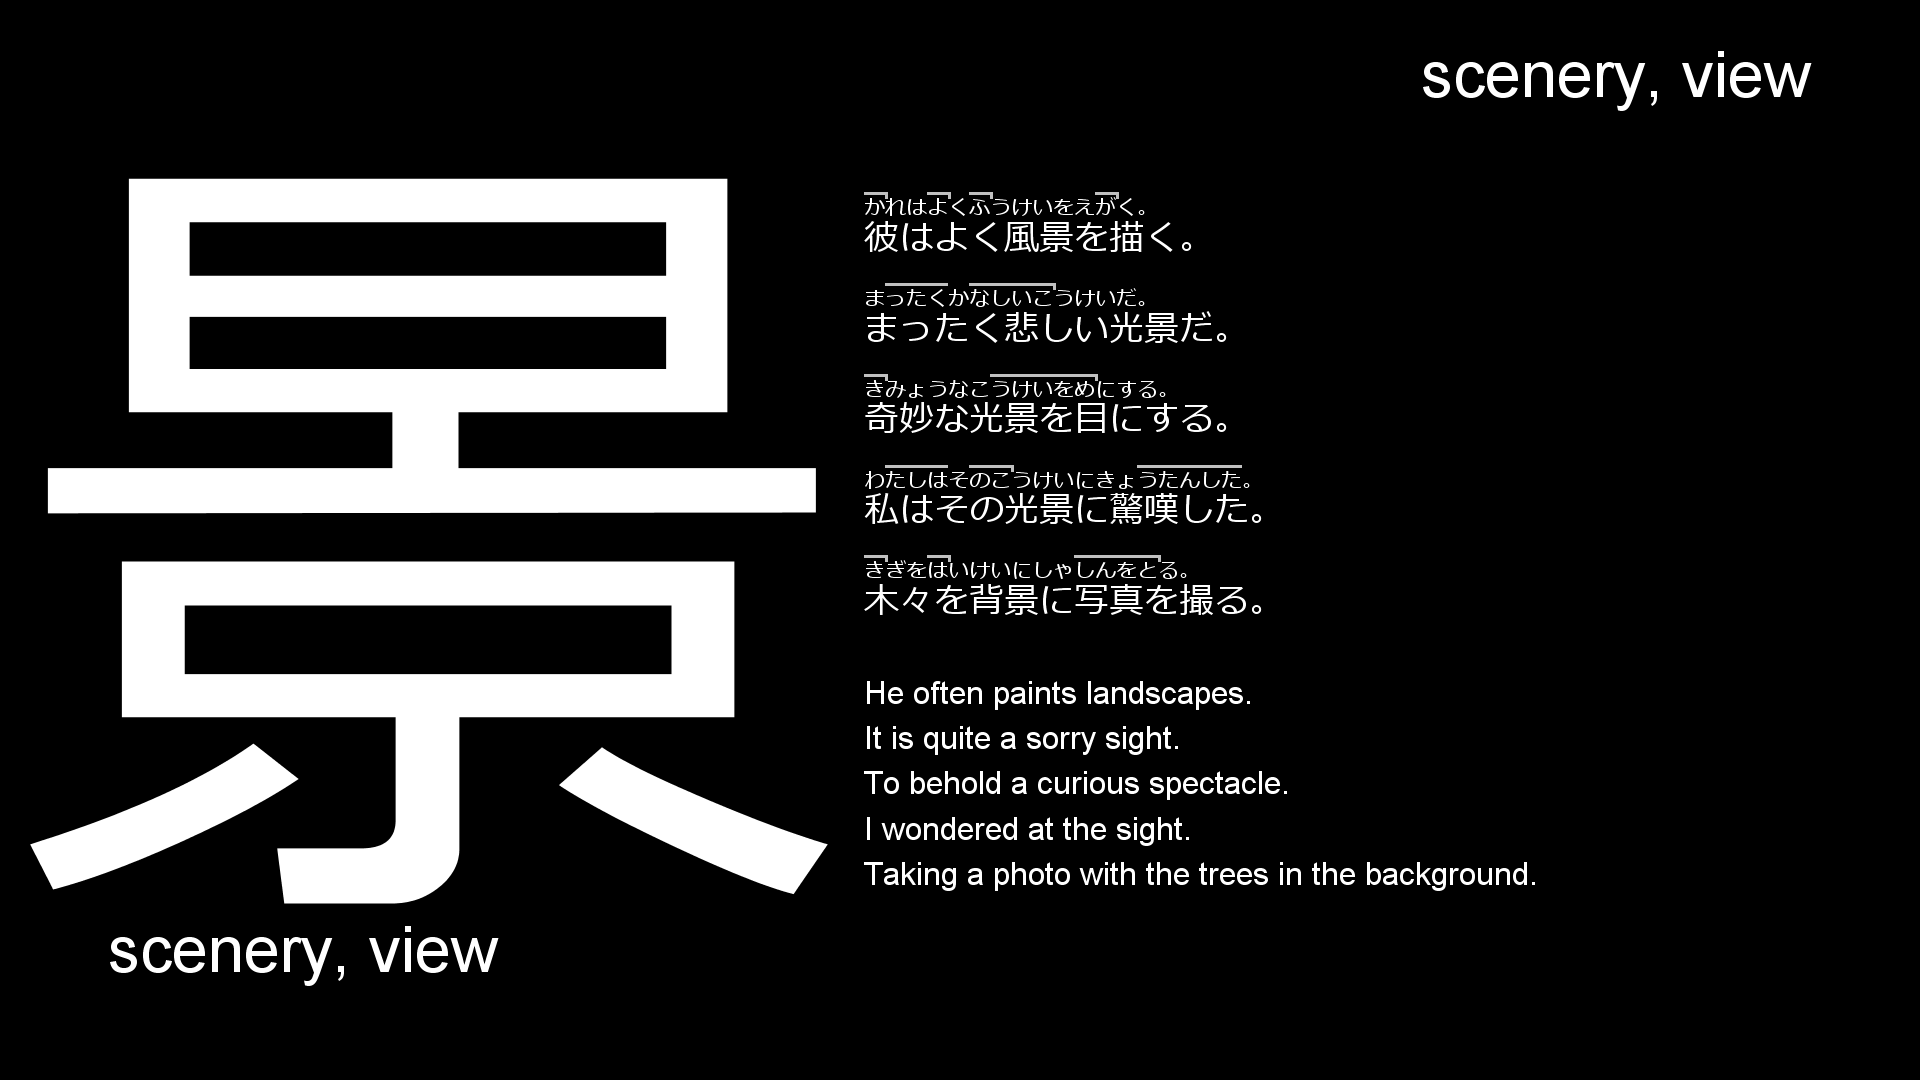 scenery, view
景
scenery, view
かれはよくふうけいをえがく。
彼はよく風景を描く。
まったくかなしいこうけいだ。
まったく悲しい光景だ。
きみょうなこうけいをめにする。
奇妙な光景を目にする。
わたしはそのこうけいにきょうたんした。
私はその光景に驚嘆した。
きぎをはいけいにしゃしんをとる。
木々を背景に写真を撮る。
He often paints landscapes.
It is quite a sorry sight.
To behold a curious spectacle.
I wondered at the sight.
Taking a photo with the trees in the background.